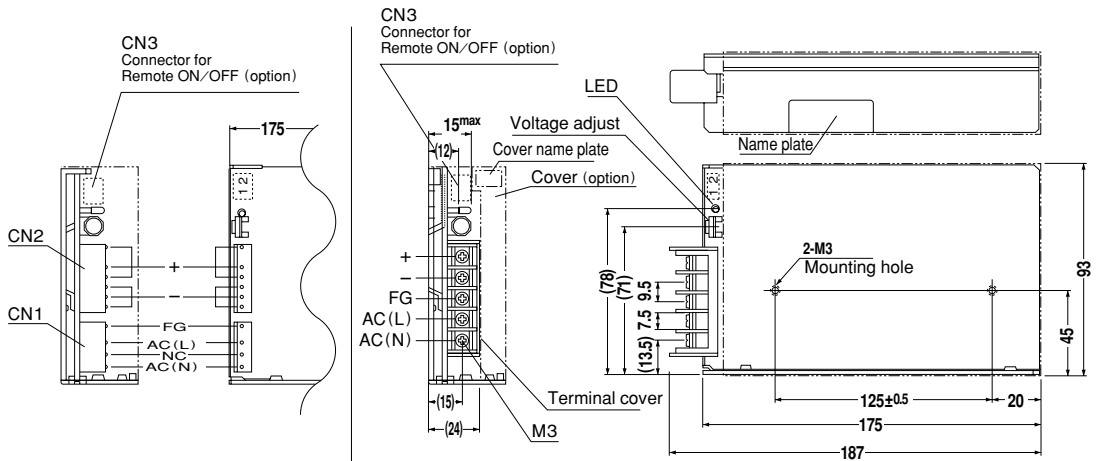 CN3
Connector for
Remote ON/OFF (option)
175
1 2
CN2
+
−
CN1
FG
AC(L)
NC
AC(N)
CN3
Connector for
Remote ON/OFF (option)
15max
(12)
Cover name plate
Cover (option)
+
−
FG
AC(L)
AC(N)
(15)
(24)
Terminal cover
M3
LED
Voltage adjust
Name plate
1 2
2-M3
Mounting hole
(78)
(71)
9.5
7.5
(13.5)
93
45
125±0.5
20
175
187